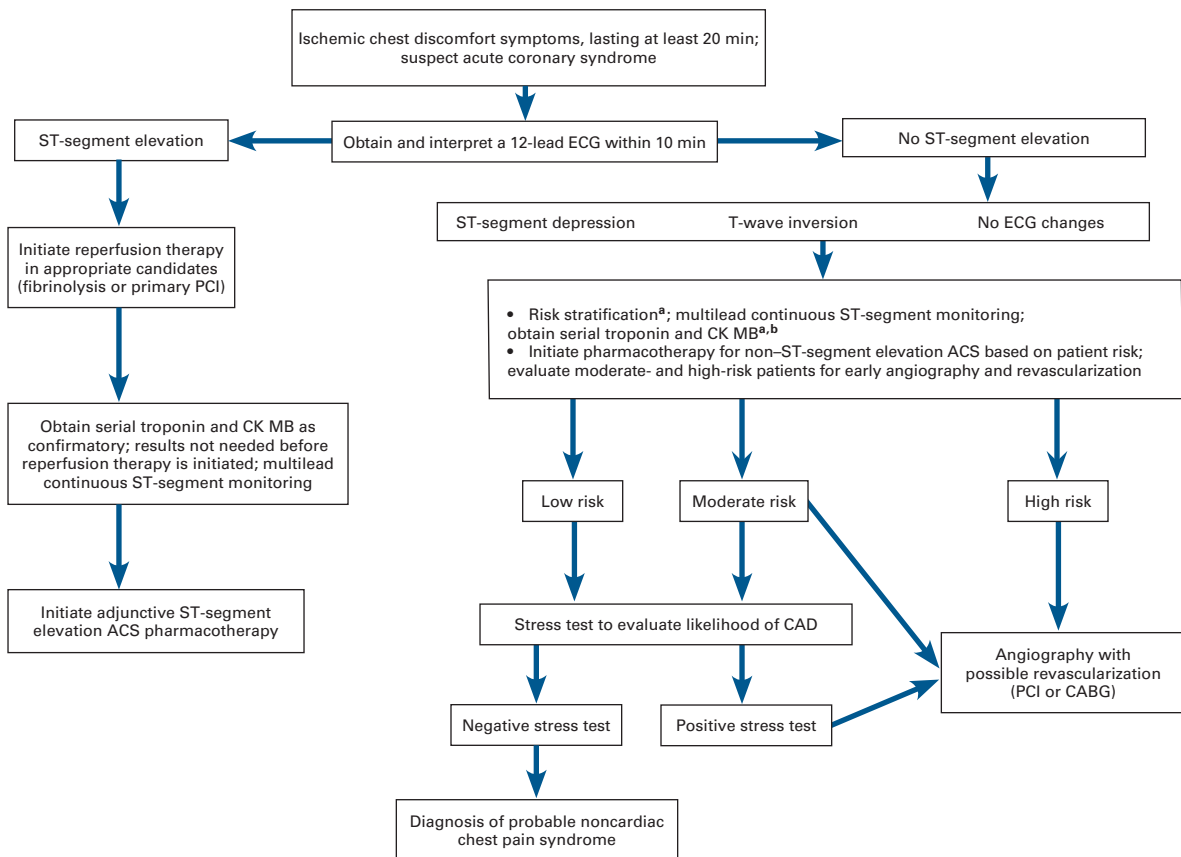 Ischemic chest discomfort symptoms, lasting at least 20 min;
suspect acute coronary syndrome
ST-segment elevation
Obtain and interpret a 12-lead ECG within 10 min
No ST-segment elevation
ST-segment depression
T-wave inversion
No ECG changes
Initiate reperfusion therapy
in appropriate candidates
(fibrinolysis or primary PCI)
• Risk stratificationᵃ; multilead continuous ST-segment monitoring;
obtain serial troponin and CK MBᵃ,ᵇ
• Initiate pharmacotherapy for non–ST-segment elevation ACS based on patient risk;
evaluate moderate- and high-risk patients for early angiography and revascularization
Obtain serial troponin and CK MB as
confirmatory; results not needed before
reperfusion therapy is initiated; multilead
continuous ST-segment monitoring
Low risk
Moderate risk
High risk
Initiate adjunctive ST-segment
elevation ACS pharmacotherapy
Stress test to evaluate likelihood of CAD
Angiography with
possible revascularization
(PCI or CABG)
Negative stress test
Positive stress test
Diagnosis of probable noncardiac
chest pain syndrome